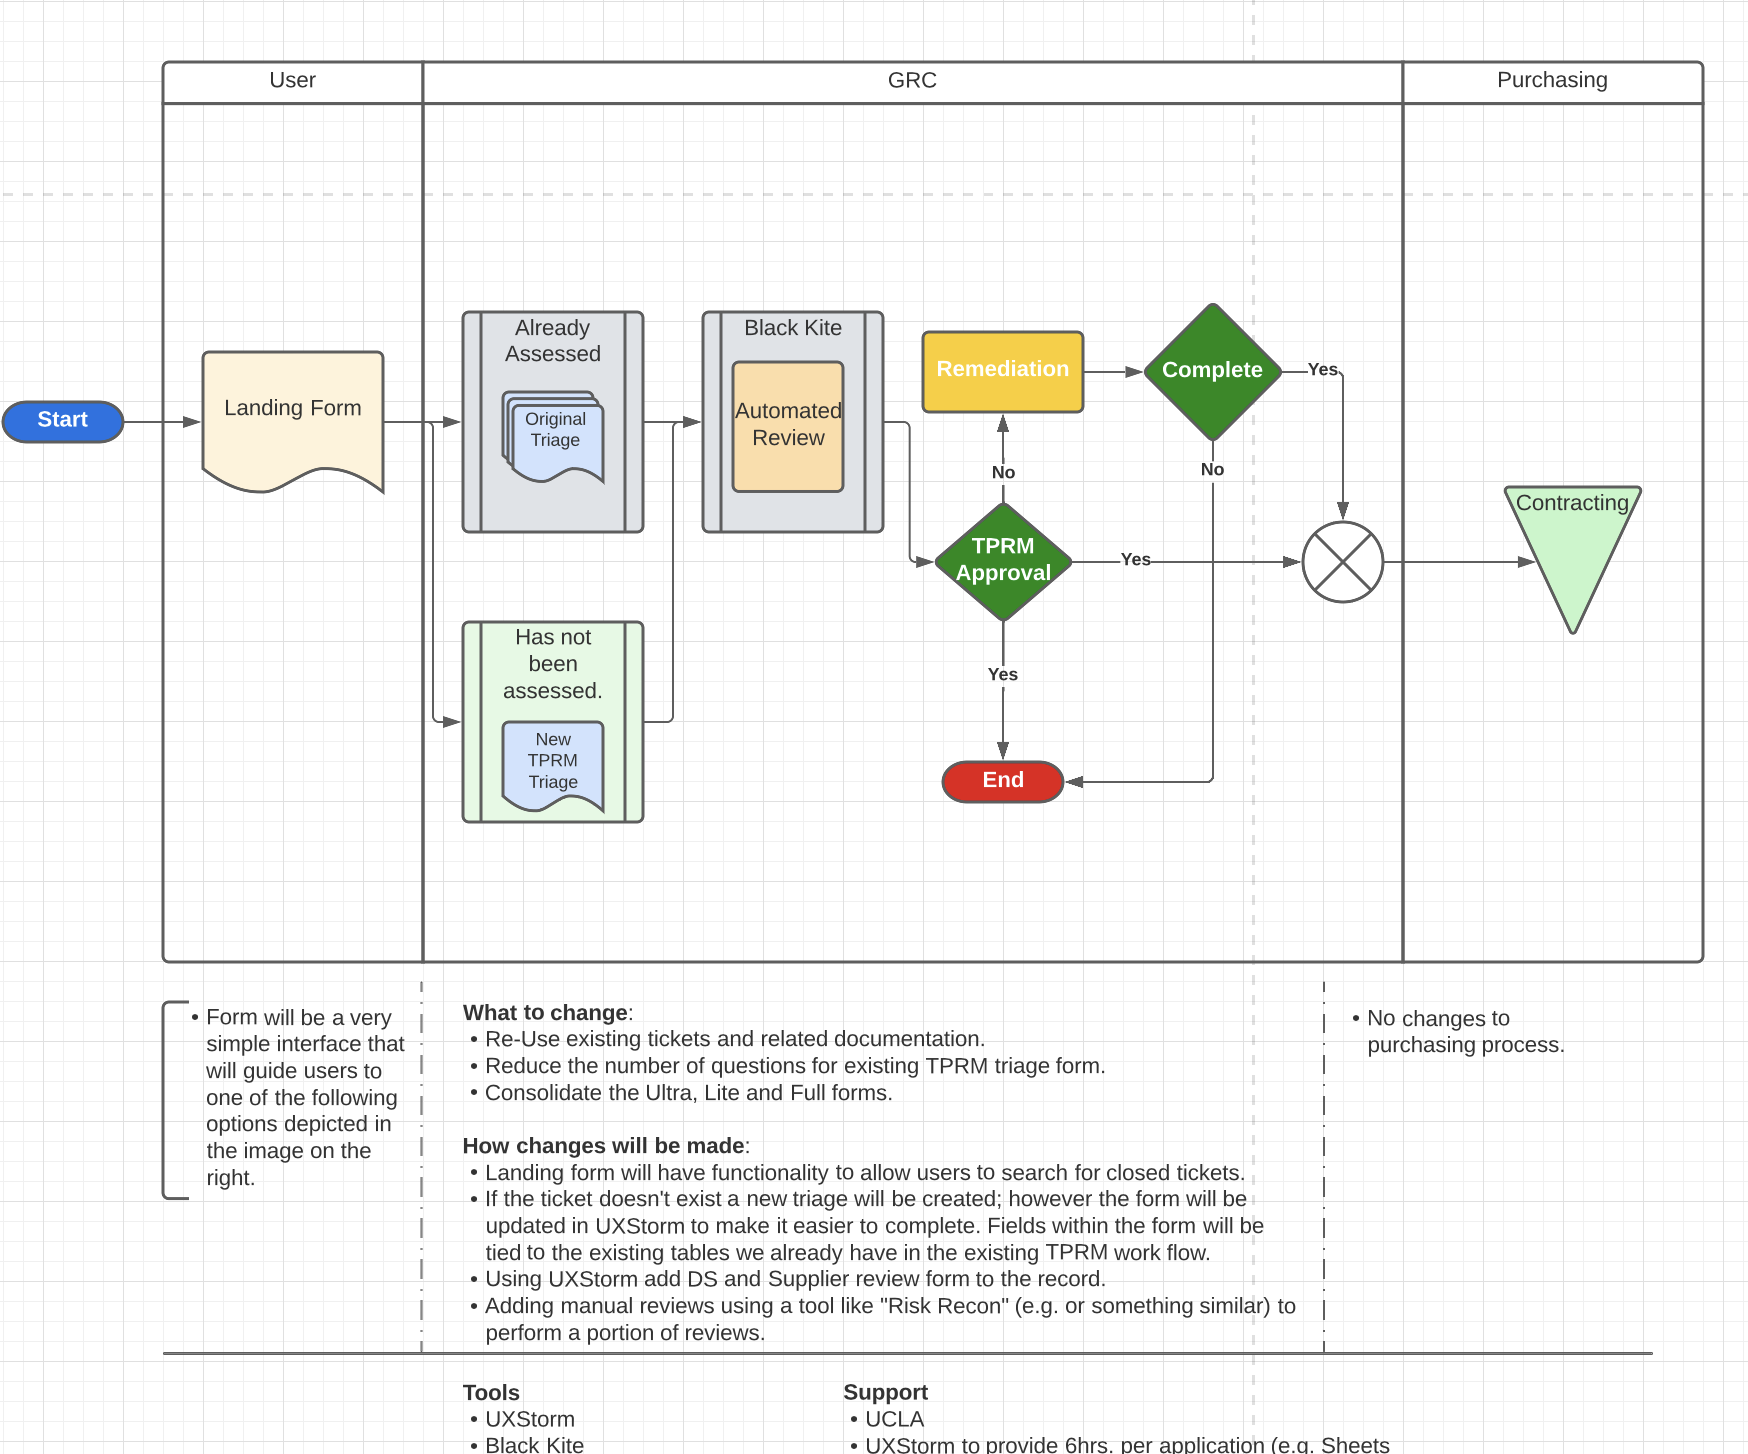 User
GRC
Purchasing
Start
Landing Form
Already
Assessed
Original
Triage
Has not
been
assessed.
New
TPRM
Triage
Black Kite
Automated
Review
Remediation
Complete
Yes
No
No
TPRM
Approval
Yes
Yes
End
Contracting
• Form will be a very
simple interface that
will guide users to
one of the following
options depicted in
the image on the
right.
What to change:
• Re-Use existing tickets and related documentation.
• Reduce the number of questions for existing TPRM triage form.
• Consolidate the Ultra, Lite and Full forms.
How changes will be made:
• Landing form will have functionality to allow users to search for closed tickets.
• If the ticket doesn't exist a new triage will be created; however the form will be
updated in UXStorm to make it easier to complete. Fields within the form will be
tied to the existing tables we already have in the existing TPRM work flow.
• Using UXStorm add DS and Supplier review form to the record.
• Adding manual reviews using a tool like "Risk Recon" (e.g. or something similar) to
perform a portion of reviews.
• No changes to
purchasing process.
Tools
• UXStorm
• Black Kite
Support
• UCLA
• UXStorm to provide 6hrs. per application (e.g. Sheets